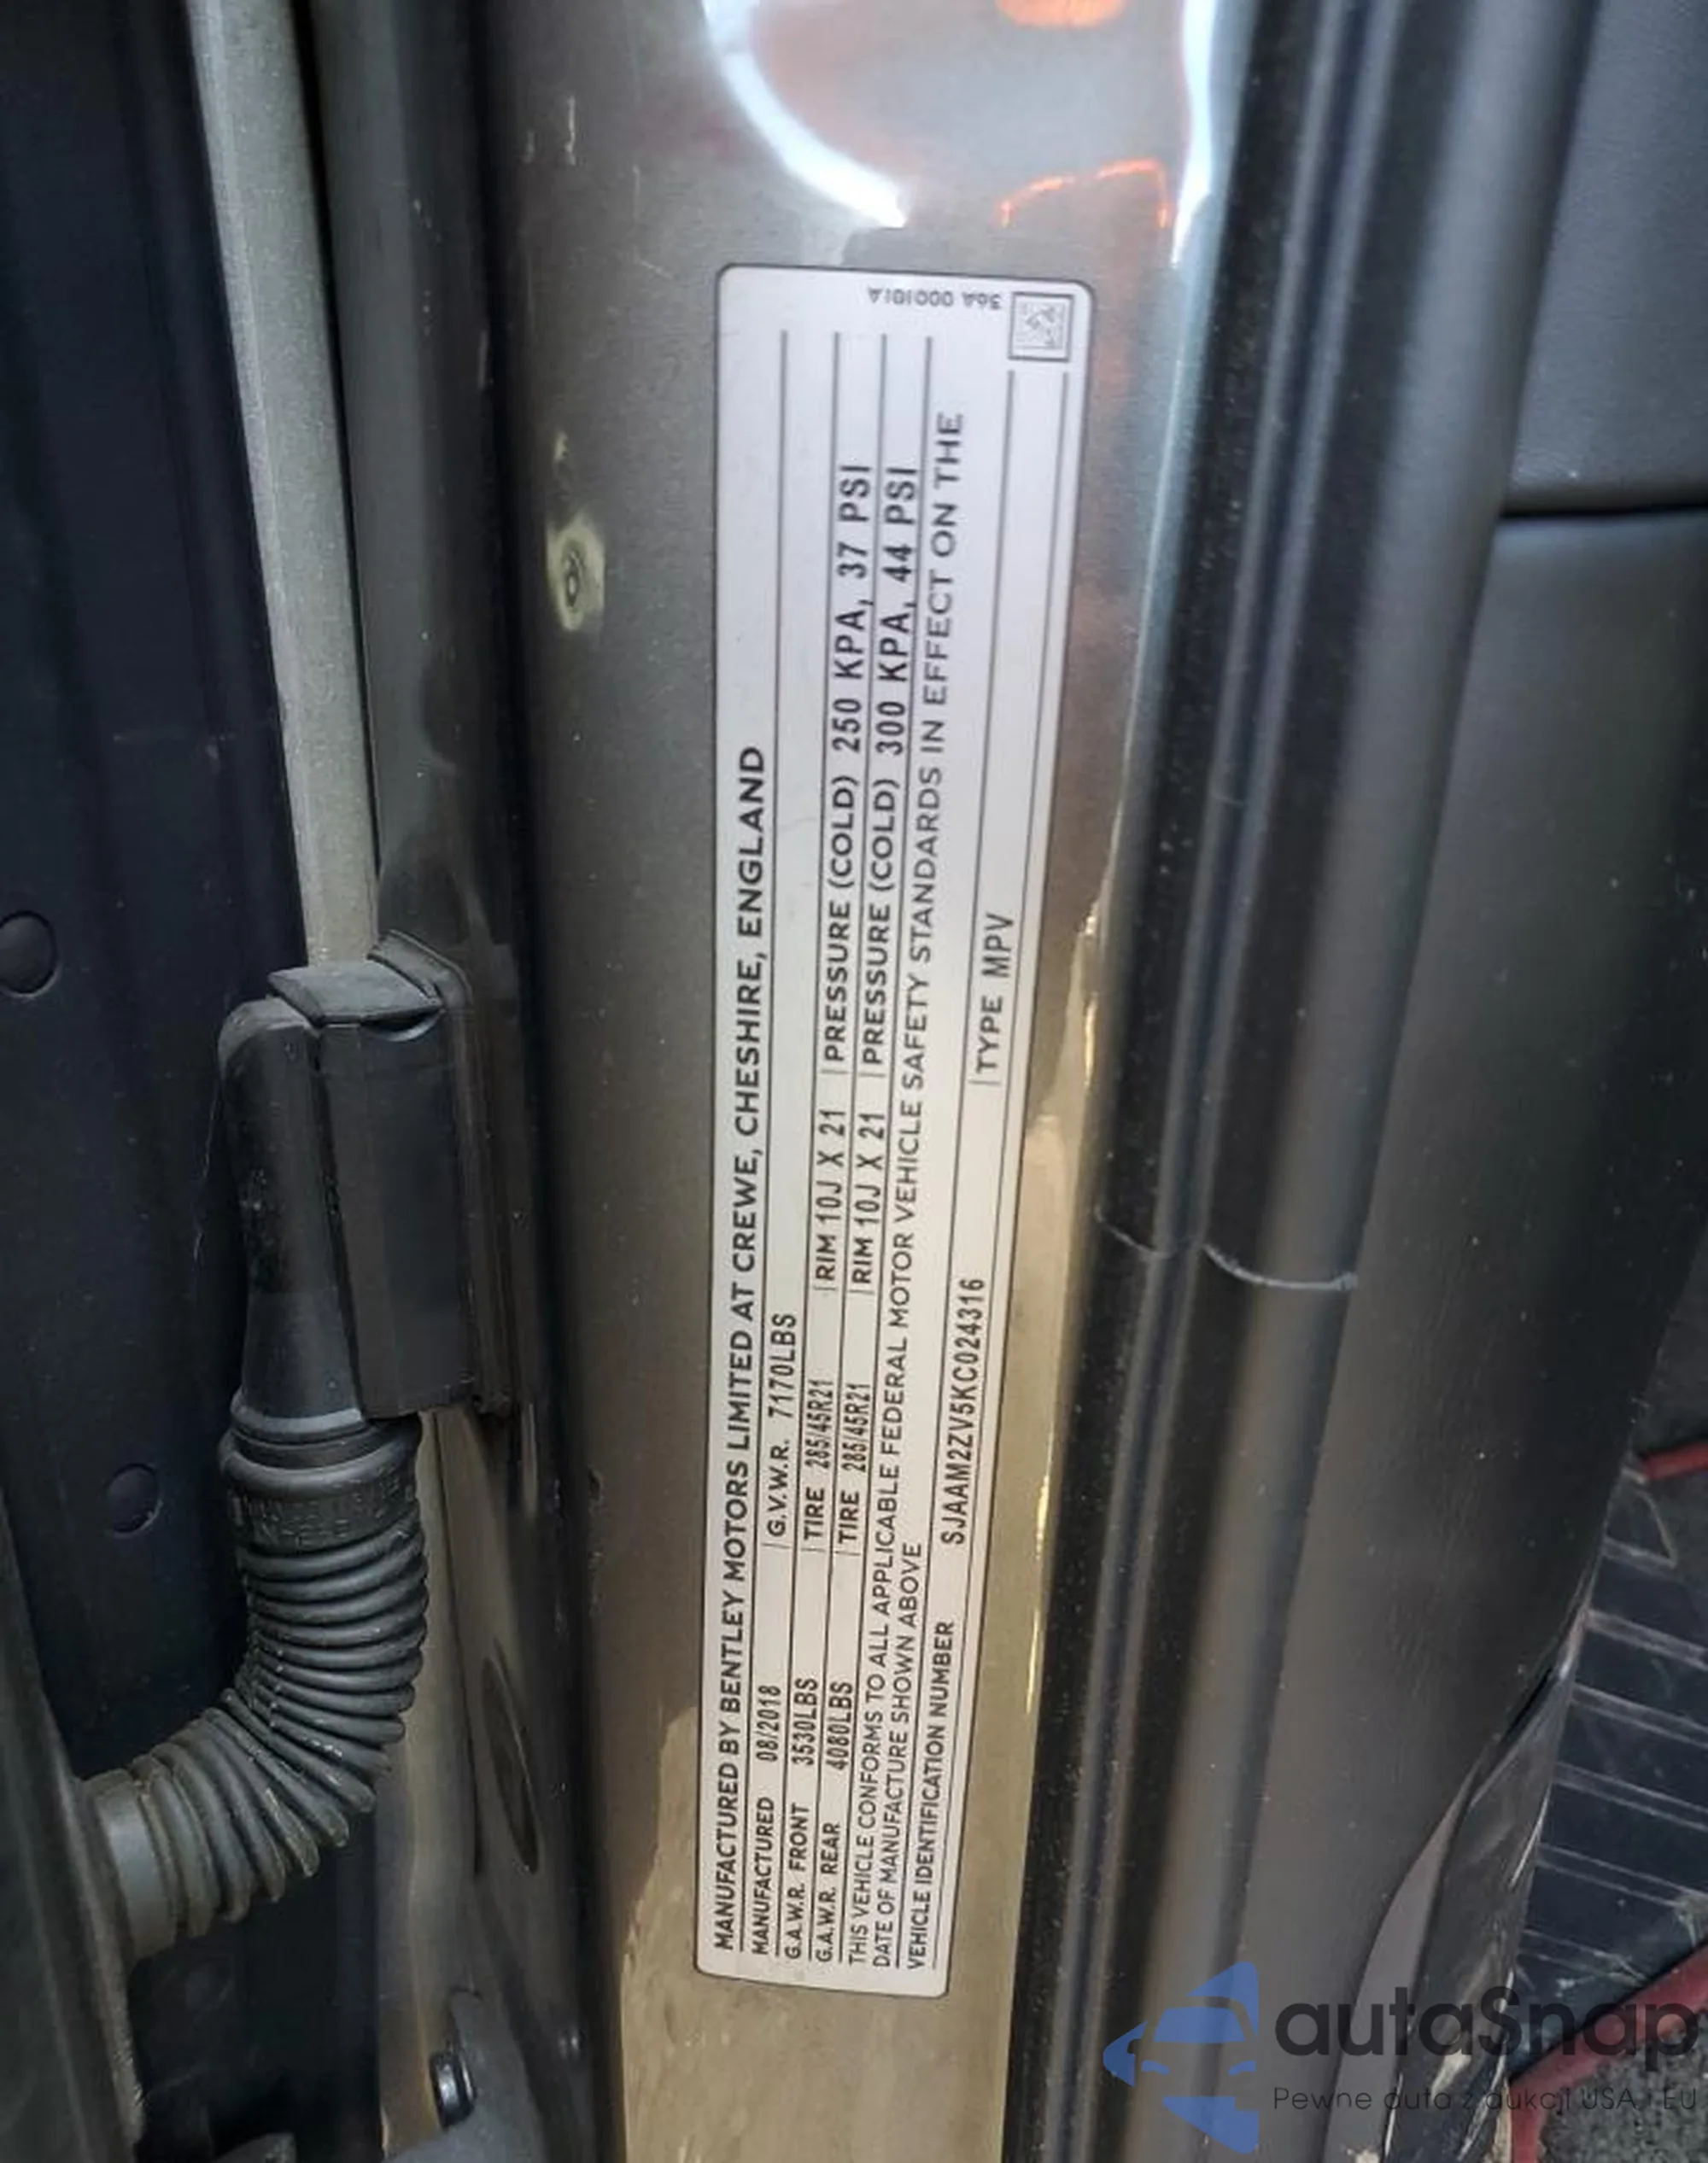 MANUFACTURED BY BENTLEY MOTORS LIMITED AT CREWE, CHESHIRE, ENGLAND
MANUFACTURED 08/2018 G.V.W.R. 7170LBS
G.A.W.R. FRONT 3530LBS TIRE 285/45R21 RIM 10J X 21 PRESSURE (COLD) 250 KPA, 37 PSI
G.A.W.R. REAR 4080LBS TIRE 285/45R21 RIM 10J X 21 PRESSURE (COLD) 300 KPA, 44 PSI
THIS VEHICLE CONFORMS TO ALL APPLICABLE FEDERAL MOTOR VEHICLE SAFETY STANDARDS IN EFFECT ON THE
DATE OF MANUFACTURE SHOWN ABOVE
VEHICLE IDENTIFICATION NUMBER SJAAM2ZV5KC024316 TYPE MPV
36A 000101A
autaSnap
Pewne auta z aukcji USA i EU